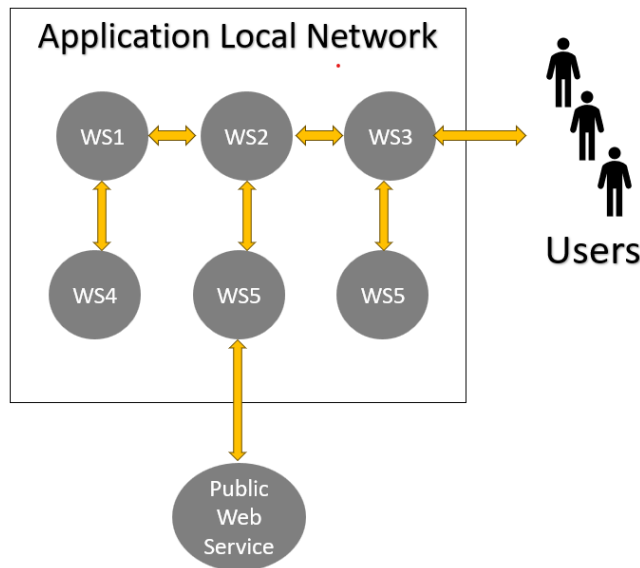 Application Local Network
WS1
WS2
WS3
Users
WS4
WS5
WS5
Public
Web
Service